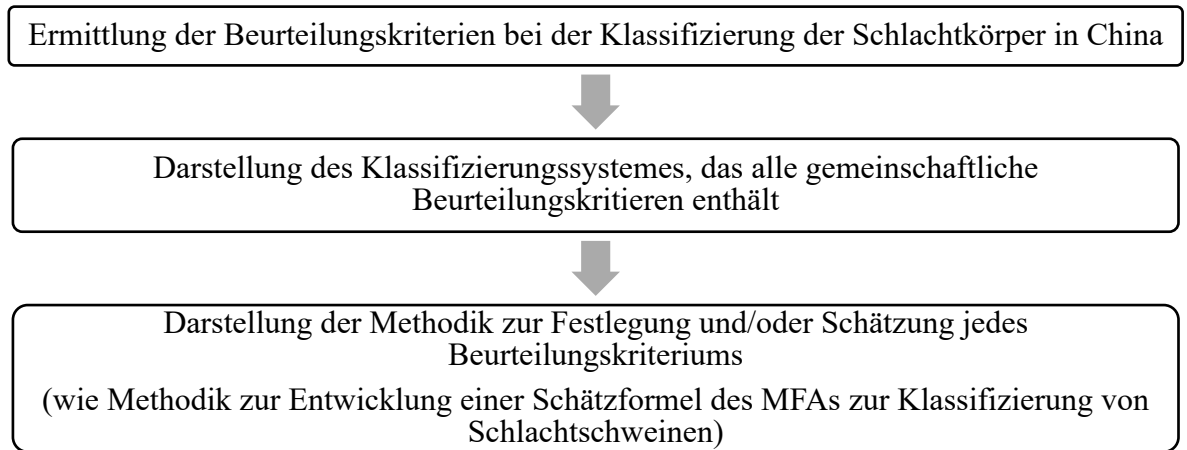 Ermittlung der Beurteilungskriterien bei der Klassifizierung der Schlachtkörper in China
Darstellung des Klassifizierungssystemes, das alle gemeinschaftliche
Beurteilungskritieren enthält
Darstellung der Methodik zur Festlegung und/oder Schätzung jedes
Beurteilungskriteriums
(wie Methodik zur Entwicklung einer Schätzformel des MFAs zur Klassifizierung von
Schlachtschweinen)